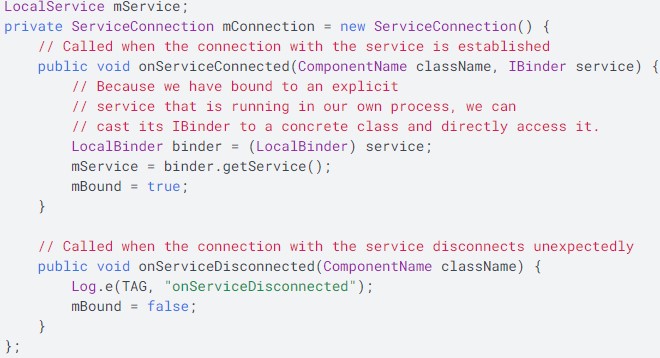 LocalService mService;
private ServiceConnection mConnection = new ServiceConnection() {
    // Called when the connection with the service is established
    public void onServiceConnected(ComponentName className, IBinder service) {
        // Because we have bound to an explicit
        // service that is running in our own process, we can
        // cast its IBinder to a concrete class and directly access it.
        LocalBinder binder = (LocalBinder) service;
        mService = binder.getService();
        mBound = true;
    }

    // Called when the connection with the service disconnects unexpectedly
    public void onServiceDisconnected(ComponentName className) {
        Log.e(TAG, "onServiceDisconnected");
        mBound = false;
    }
};